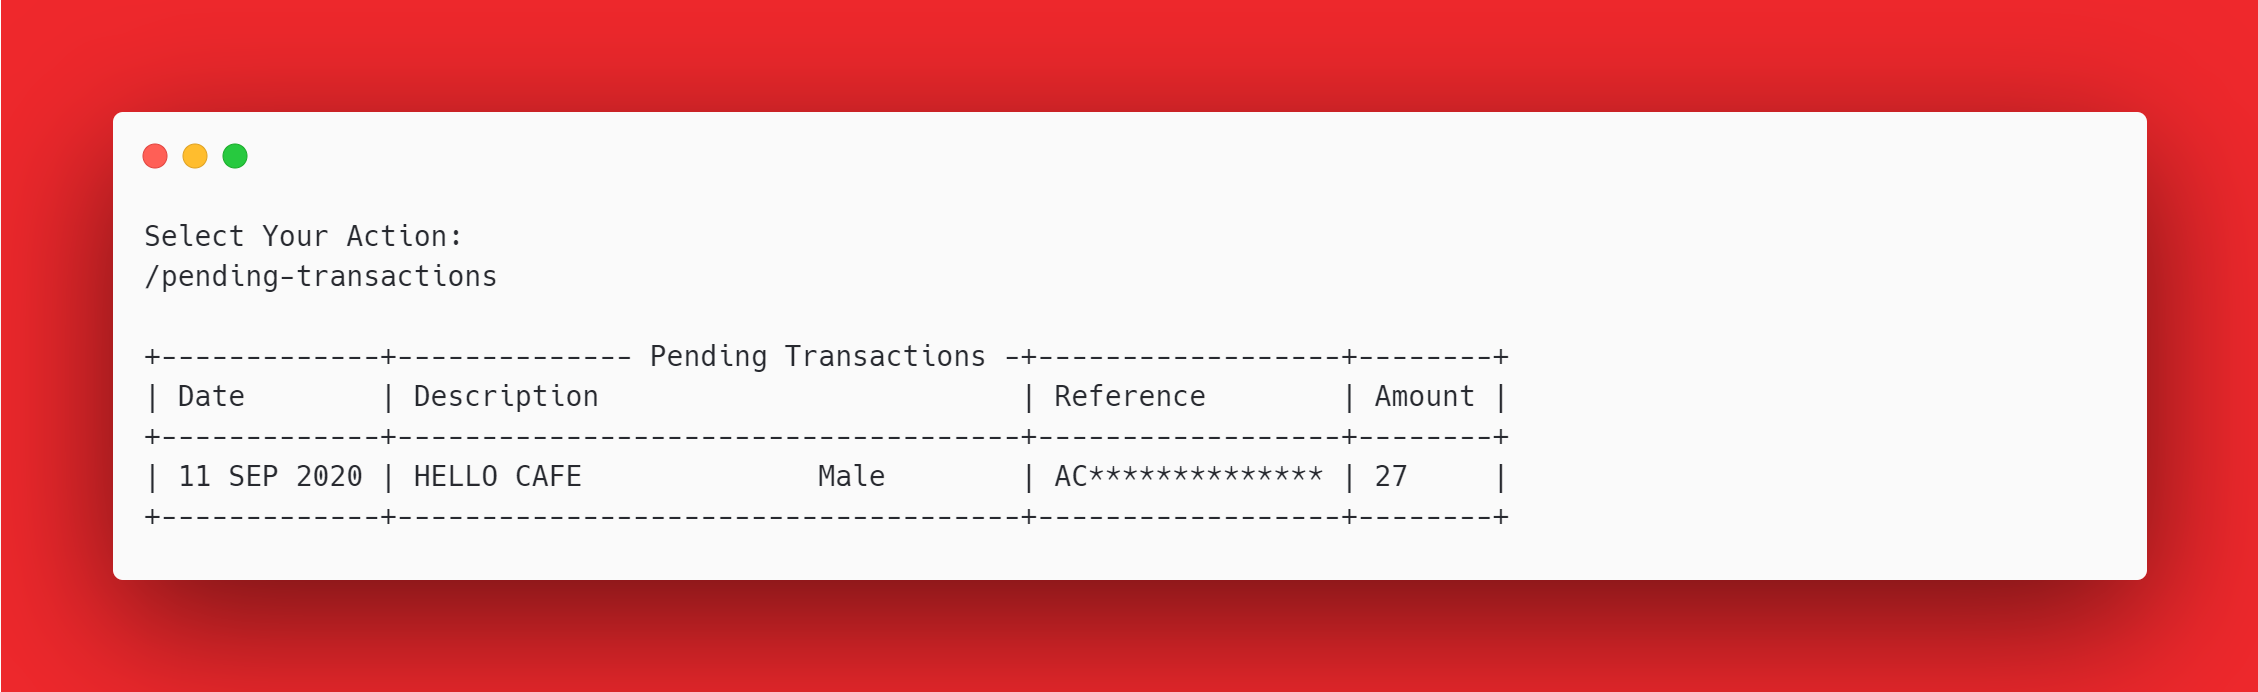 Select Your Action:
/pending-transactions
+-------------+-------------- Pending Transactions -+------------------+--------+
| Date        | Description                         | Reference        | Amount |
+-------------+-------------------------------------+------------------+--------+
| 11 SEP 2020 | HELLO CAFE              Male        | AC************** | 27     |
+-------------+-------------------------------------+------------------+--------+